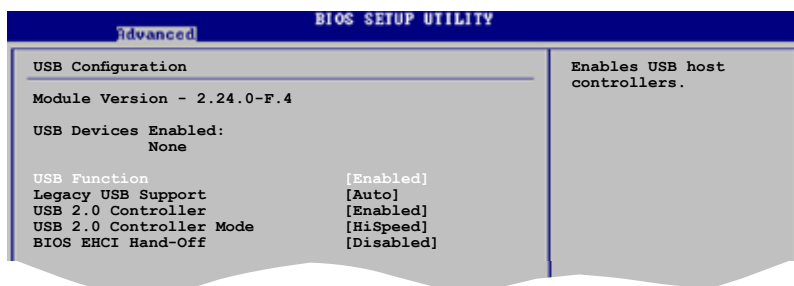 BIOS SETUP UTILITY
Advanced
USB Configuration
Module Version - 2.24.0-F.4
USB Devices Enabled:
None
USB Function [Enabled]
Legacy USB Support [Auto]
USB 2.0 Controller [Enabled]
USB 2.0 Controller Mode [HiSpeed]
BIOS EHCI Hand-Off [Disabled]
Enables USB host
controllers.